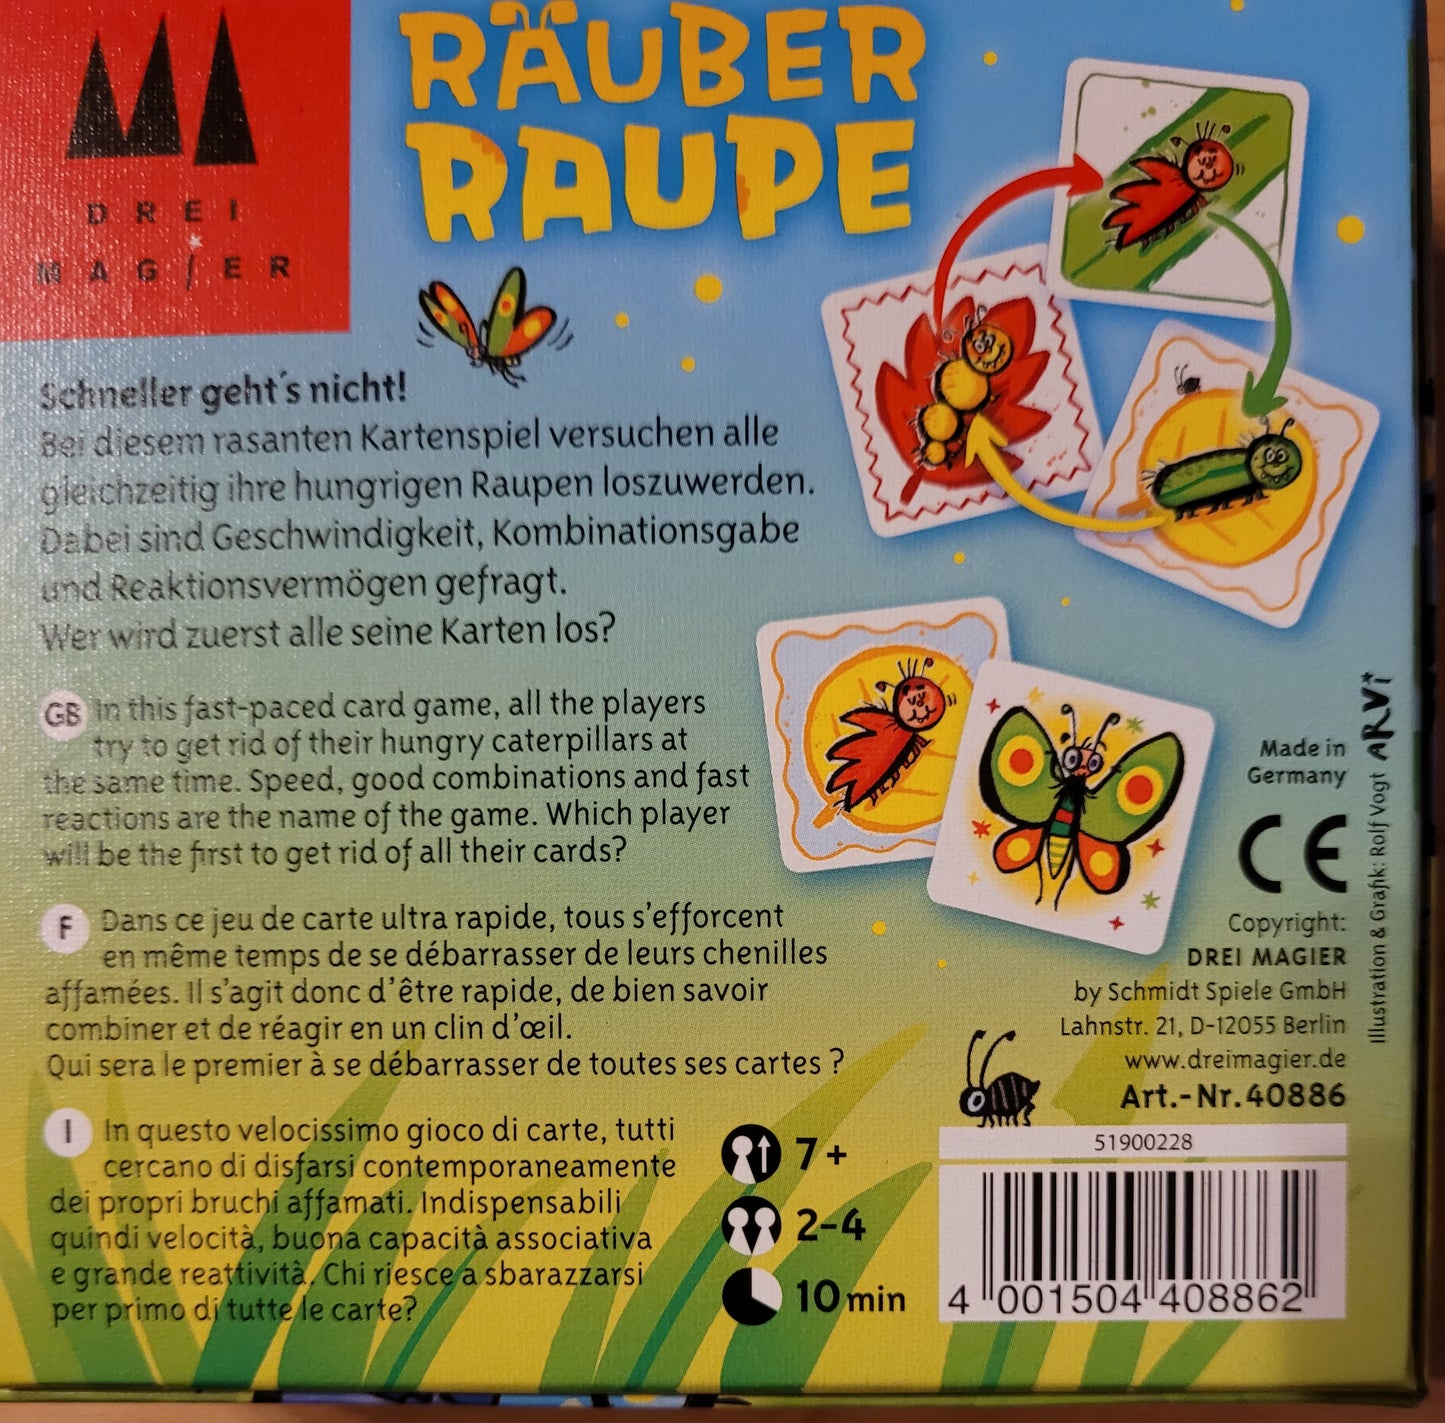 DREI
MAGIER
RÄUBER
RAUPE
Schneller geht´s nicht!
Bei diesem rasanten Kartenspiel versuchen alle
gleichzeitig ihre hungrigen Raupen loszuwerden.
Dabei sind Geschwindigkeit, Kombinationsgabe
und Reaktionsvermögen gefragt.
Wer wird zuerst alle seine Karten los?
GB In this fast-paced card game, all the players
try to get rid of their hungry caterpillars at
the same time. Speed, good combinations and fast
reactions are the name of the game. Which player
will be the first to get rid of all their cards?
F Dans ce jeu de carte ultra rapide, tous s'efforcent
en même temps de se débarrasser de leurs chenilles
affamées. Il s'agit donc d'être rapide, de bien savoir
combiner et de réagir en un clin d'œil.
Qui sera le premier à se débarrasser de toutes ses cartes ?
I In questo velocissimo gioco di carte, tutti
cercano di disfarsi contemporaneamente
dei propri bruchi affamati. Indispensabili
quindi velocità, buona capacità associativa
e grande reattività. Chi riesce a sbarazzarsi
per primo di tutte le carte?
7+
2-4
10 min
Made in
Germany
CE
Copyright:
DREI MAGIER
by Schmidt Spiele GmbH
Lahnstr. 21, D-12055 Berlin
www.dreimagier.de
Art.-Nr. 40886
51900228
4 001504 408862
Illustration & Grafik: Rolf Vogt ARVi